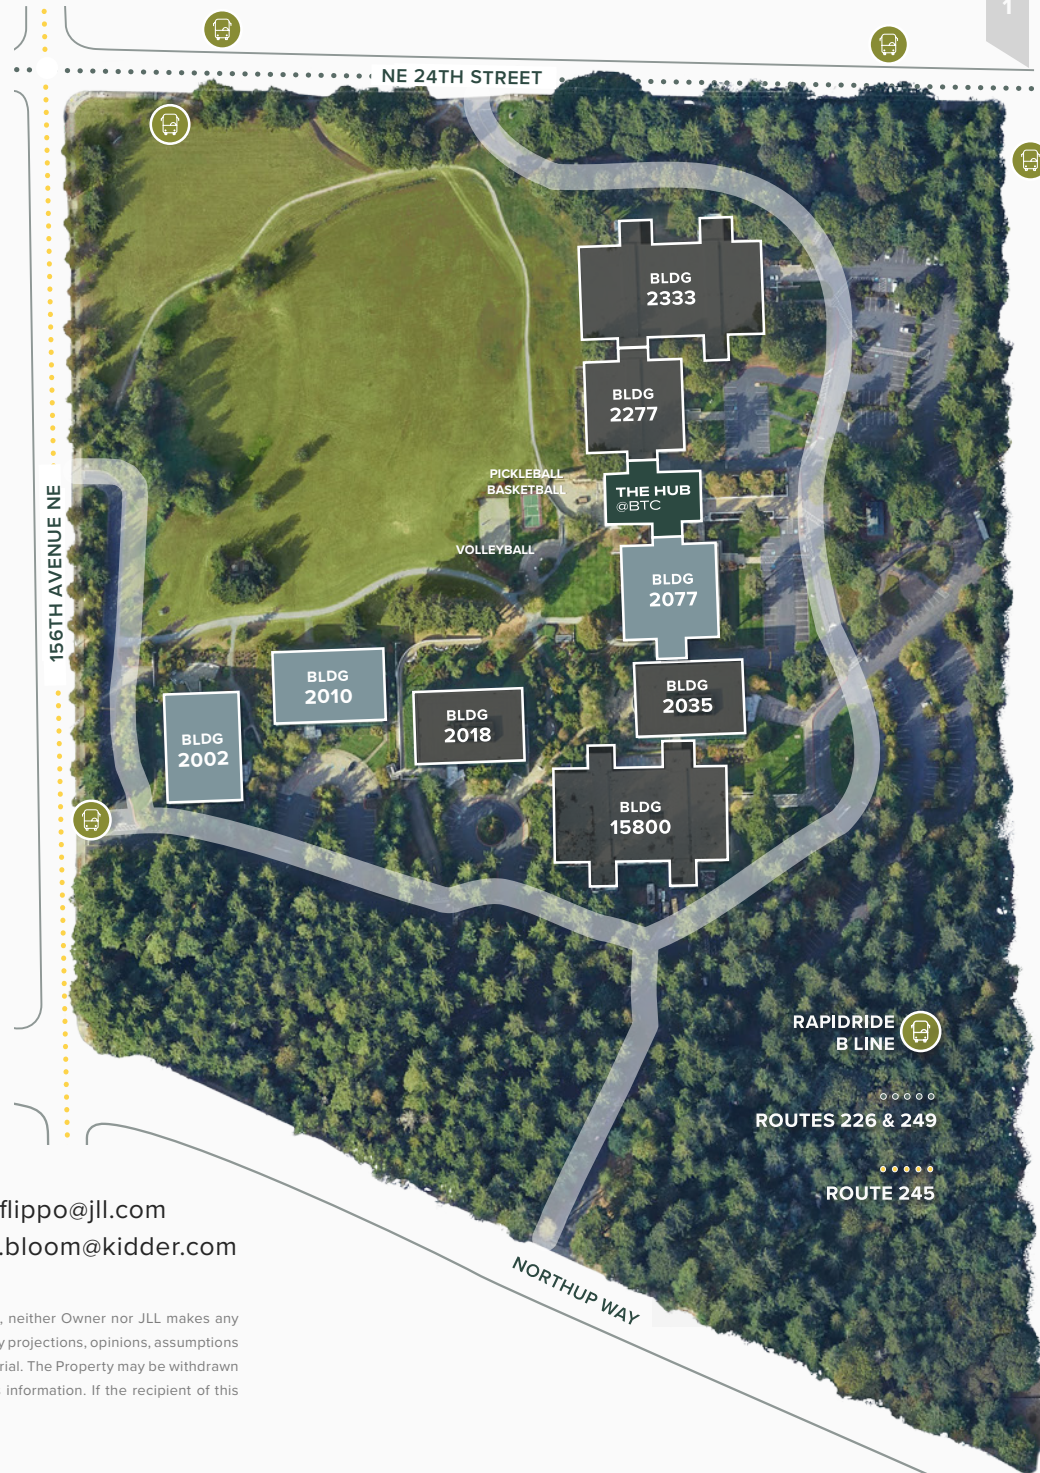 1
NE 24TH STREET
BLDG
2333
BLDG
2277
PICKLEBALL
BASKETBALL
THE HUB
@BTC
VOLLEYBALL
156TH AVENUE NE
BLDG
2077
BLDG
2010
BLDG
2035
BLDG
2018
BLDG
2002
BLDG
15800
RAPIDRIDE
B LINE
ROUTES 226 & 249
ROUTE 245
flippo@jll.com
.bloom@kidder.com
NORTHUP WAY
, neither Owner nor JLL makes any
projections, opinions, assumptions
The Property may be withdrawn
information. If the recipient of this